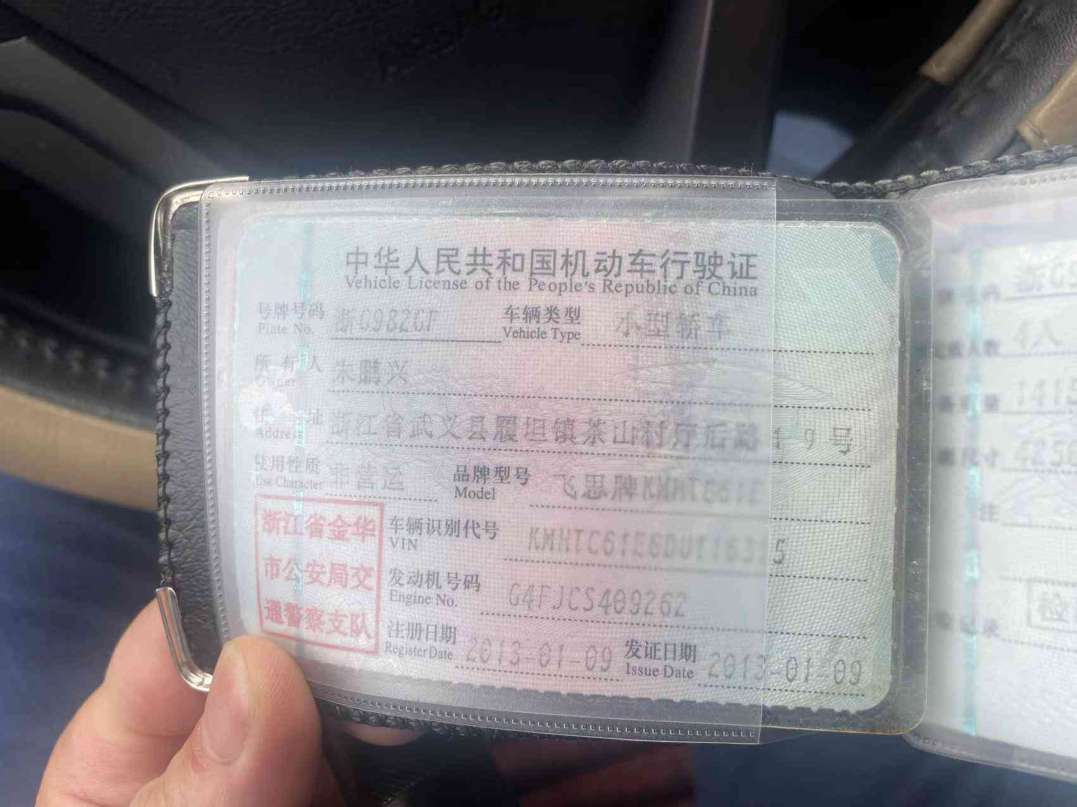 中华人民共和国机动车行驶证
Vehicle License of the People's Republic of China
号牌号码 浙G982GF 车辆类型 小型轿车
Plate No. Vehicle Type
所有人 朱鹏兴
Owner
住址 浙江省武义县履坦镇茶山村厅后路19号
Address
使用性质 非营运 品牌型号 飞思牌
Use Character Model
浙江省金华
市公安局交
通警察支队
车辆识别代号
VIN
发动机号码 G4FJCS409262
Engine No.
注册日期 2013-01-09 发证日期 2013-01-09
Register Date Issue Date
4人